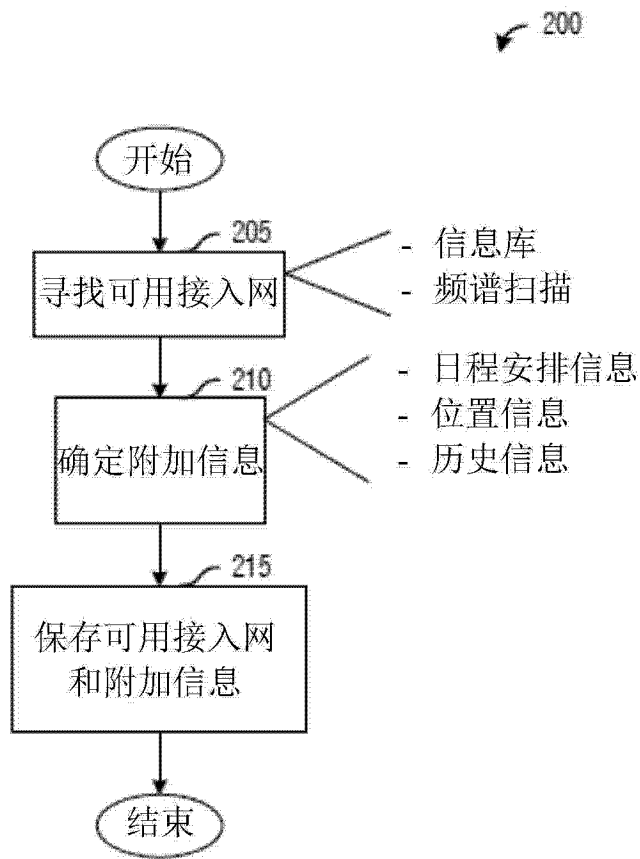 200
开始
205
寻找可用接入网
- 信息库
- 频谱扫描
210
确定附加信息
- 日程安排信息
- 位置信息
- 历史信息
215
保存可用接入网
和附加信息
结束